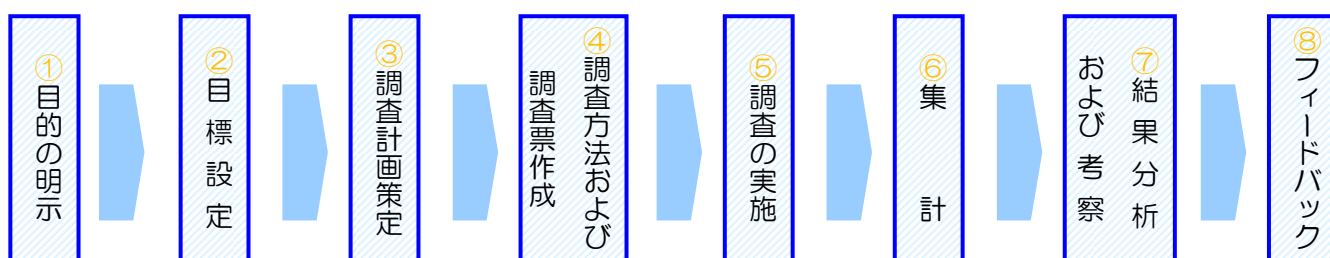 ①目的の明示
②目標設定
③調査計画策定
④調査方法および
調査票作成
⑤調査の実施
⑥集計
⑦結果分析
および考察
⑧フィードバック